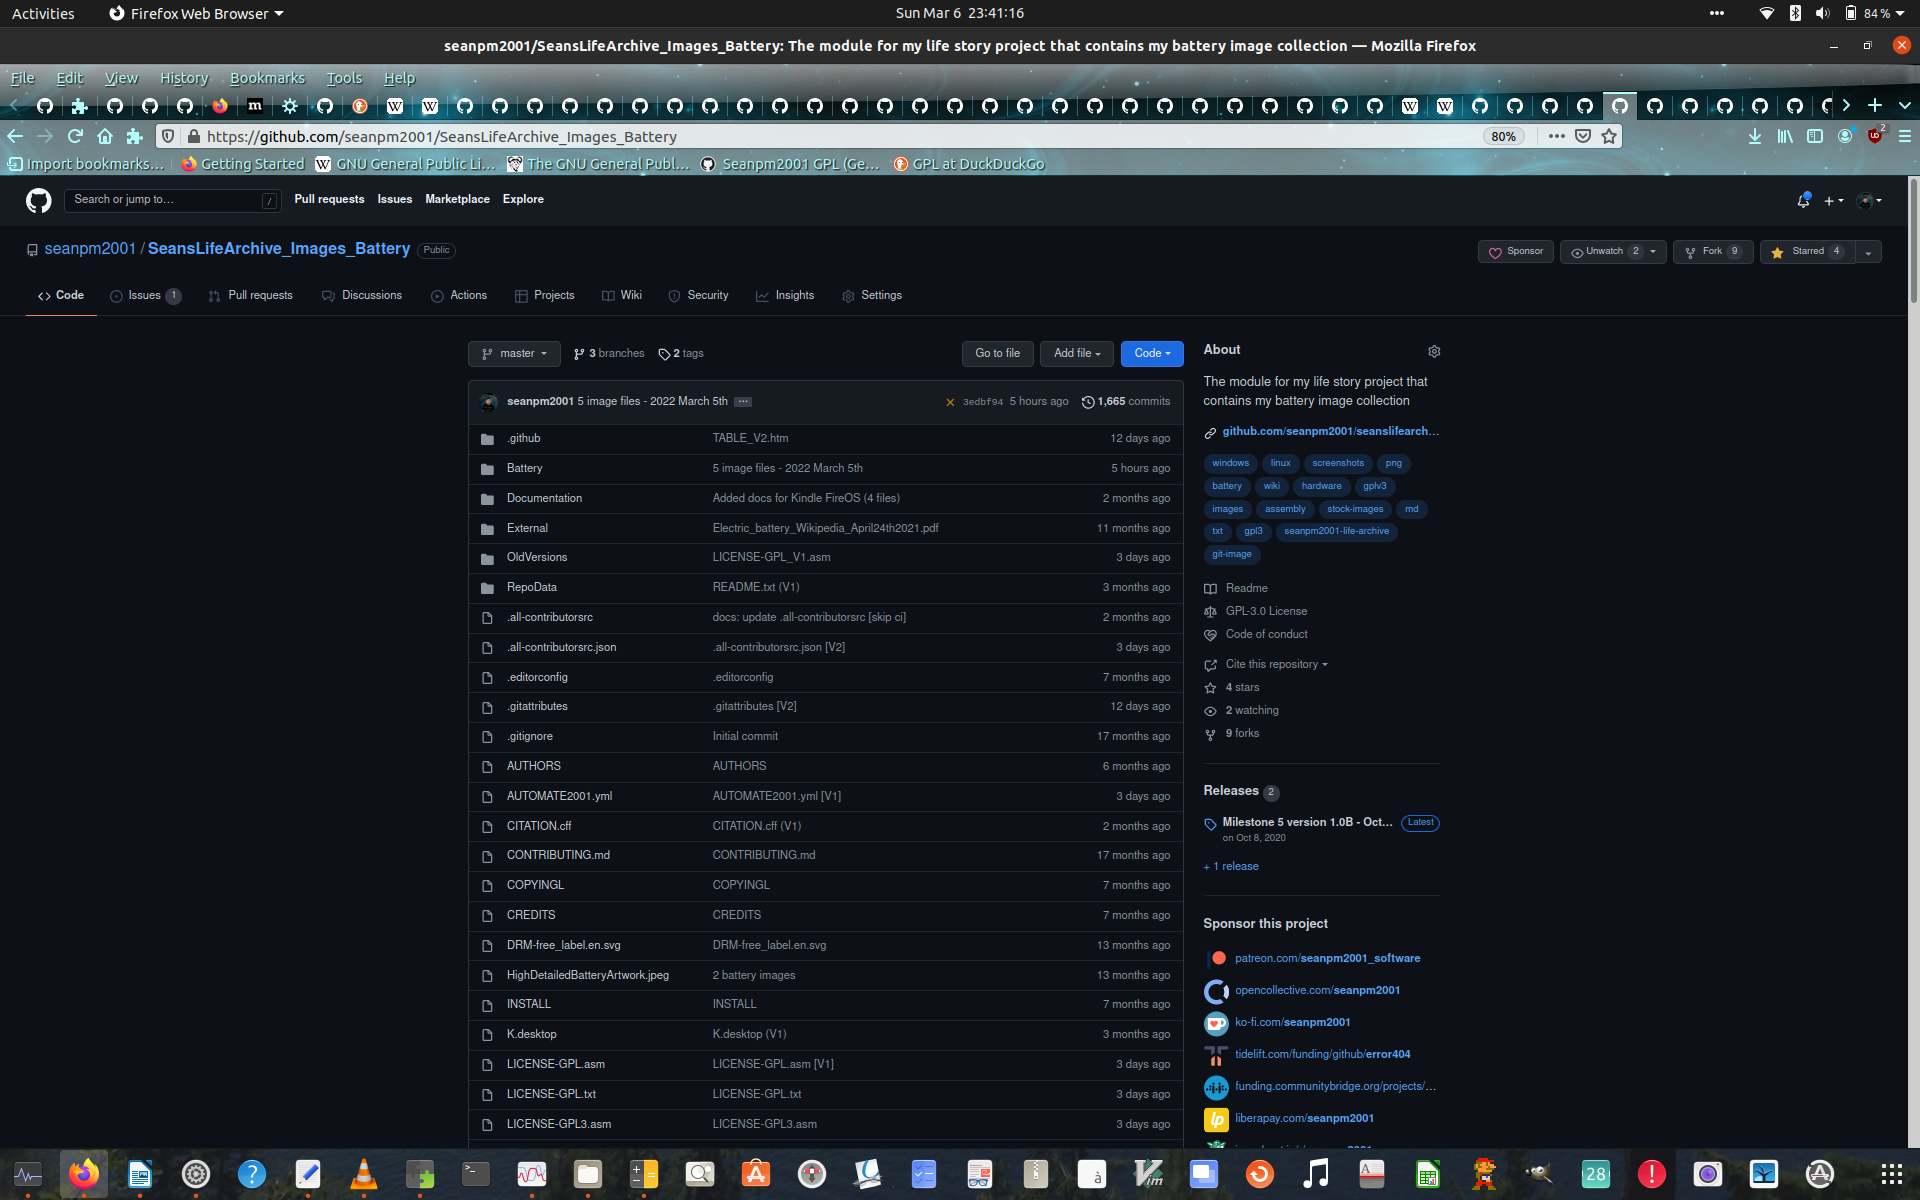 Activities
Firefox Web Browser
Sun Mar 6 23:41:16
84 %
seanpm2001/SeansLifeArchive_Images_Battery: The module for my life story project that contains my battery image collection — Mozilla Firefox
File Edit View History Bookmarks Tools Help
https://github.com/seanpm2001/SeansLifeArchive_Images_Battery
80%
2
Import bookmarks… Getting Started GNU General Public Li… The GNU General Publ… Seanpm2001 GPL (Ge… GPL at DuckDuckGo
Search or jump to… /
Pull requests Issues Marketplace Explore
seanpm2001 / SeansLifeArchive_Images_Battery Public
Sponsor Unwatch 2 Fork 9 Starred 4
Code Issues 1 Pull requests Discussions Actions Projects Wiki Security Insights Settings
master 3 branches 2 tags
Go to file Add file Code
seanpm2001 5 image files - 2022 March 5th 3edbf94 5 hours ago 1,665 commits
.github TABLE_V2.htm 12 days ago
Battery 5 image files - 2022 March 5th 5 hours ago
Documentation Added docs for Kindle FireOS (4 files) 2 months ago
External Electric_battery_Wikipedia_April24th2021.pdf 11 months ago
OldVersions LICENSE-GPL_V1.asm 3 days ago
RepoData README.txt (V1) 3 months ago
.all-contributorsrc docs: update .all-contributorsrc [skip ci] 2 months ago
.all-contributorsrc.json .all-contributorsrc.json [V2] 3 days ago
.editorconfig .editorconfig 7 months ago
.gitattributes .gitattributes [V2] 12 days ago
.gitignore Initial commit 17 months ago
AUTHORS AUTHORS 6 months ago
AUTOMATE2001.yml AUTOMATE2001.yml [V1] 3 days ago
CITATION.cff CITATION.cff (V1) 2 months ago
CONTRIBUTING.md CONTRIBUTING.md 17 months ago
COPYINGL COPYINGL 7 months ago
CREDITS CREDITS 7 months ago
DRM-free_label.en.svg DRM-free_label.en.svg 13 months ago
HighDetailedBatteryArtwork.jpeg 2 battery images 13 months ago
INSTALL INSTALL 7 months ago
K.desktop K.desktop (V1) 3 months ago
LICENSE-GPL.asm LICENSE-GPL.asm [V1] 3 days ago
LICENSE-GPL.txt LICENSE-GPL.txt 3 days ago
LICENSE-GPL3.asm LICENSE-GPL3.asm 3 days ago
About
The module for my life story project that
contains my battery image collection
github.com/seanpm2001/seanslifearch…
windows linux screenshots png
battery wiki hardware gplv3
images assembly stock-images md
txt gpl3 seanpm2001-life-archive
git-image
Readme
GPL-3.0 License
Code of conduct
Cite this repository
4 stars
2 watching
9 forks
Releases 2
Milestone 5 version 1.0B - Oct… Latest
on Oct 8, 2020
+ 1 release
Sponsor this project
patreon.com/seanpm2001_software
opencollective.com/seanpm2001
ko-fi.com/seanpm2001
tidelift.com/funding/github/error404
funding.communitybridge.org/projects/…
lp
liberapay.com/seanpm2001
28